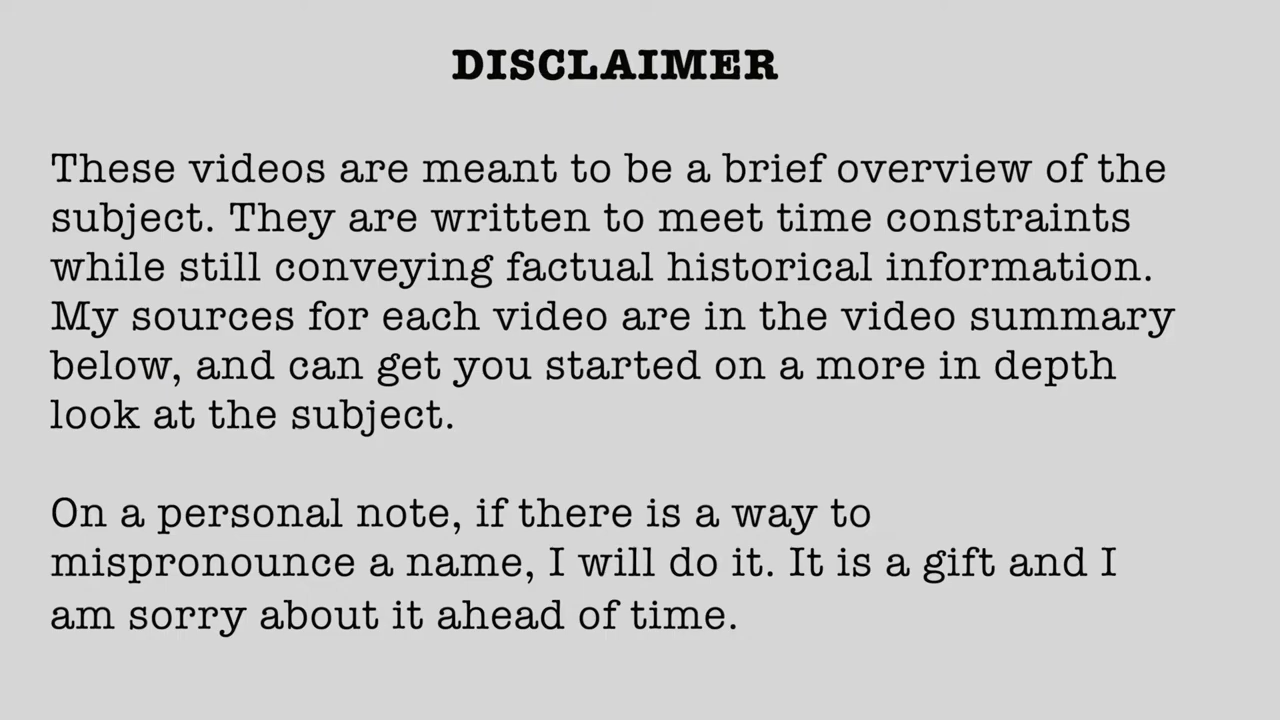 DISCLAIMER
These videos are meant to be a brief overview of the
subject. They are written to meet time constraints
while still conveying factual historical information.
My sources for each video are in the video summary
below, and can get you started on a more in depth
look at the subject.
On a personal note, if there is a way to
mispronounce a name, I will do it. It is a gift and I
am sorry about it ahead of time.